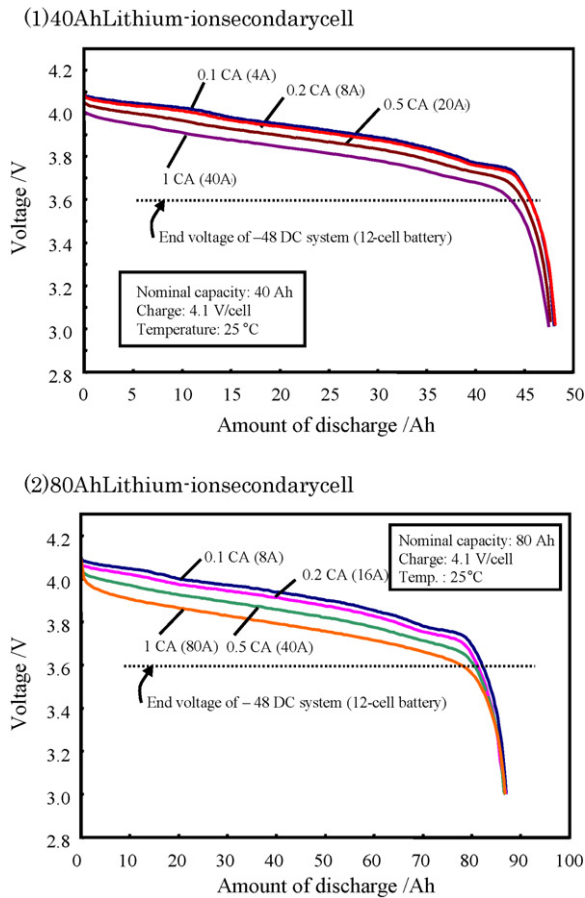 (1)40AhLithium-ionsecondarycell
4.2
4.0
3.8
3.6
3.4
3.2
3.0
2.8
Voltage /V
0.1 CA (4A)
0.2 CA (8A)
0.5 CA (20A)
1 CA (40A)
End voltage of –48 DC system (12-cell battery)
Nominal capacity: 40 Ah
Charge: 4.1 V/cell
Temperature: 25 °C
0 5 10 15 20 25 30 35 40 45 50
Amount of discharge /Ah
(2)80AhLithium-ionsecondarycell
4.2
4.0
3.8
3.6
3.4
3.2
3.0
2.8
Voltage /V
Nominal capacity: 80 Ah
Charge: 4.1 V/cell
Temp. : 25°C
0.1 CA (8A)
0.2 CA (16A)
1 CA (80A) 0.5 CA (40A)
End voltage of – 48 DC system (12-cell battery)
0 10 20 30 40 50 60 70 80 90 100
Amount of discharge /Ah